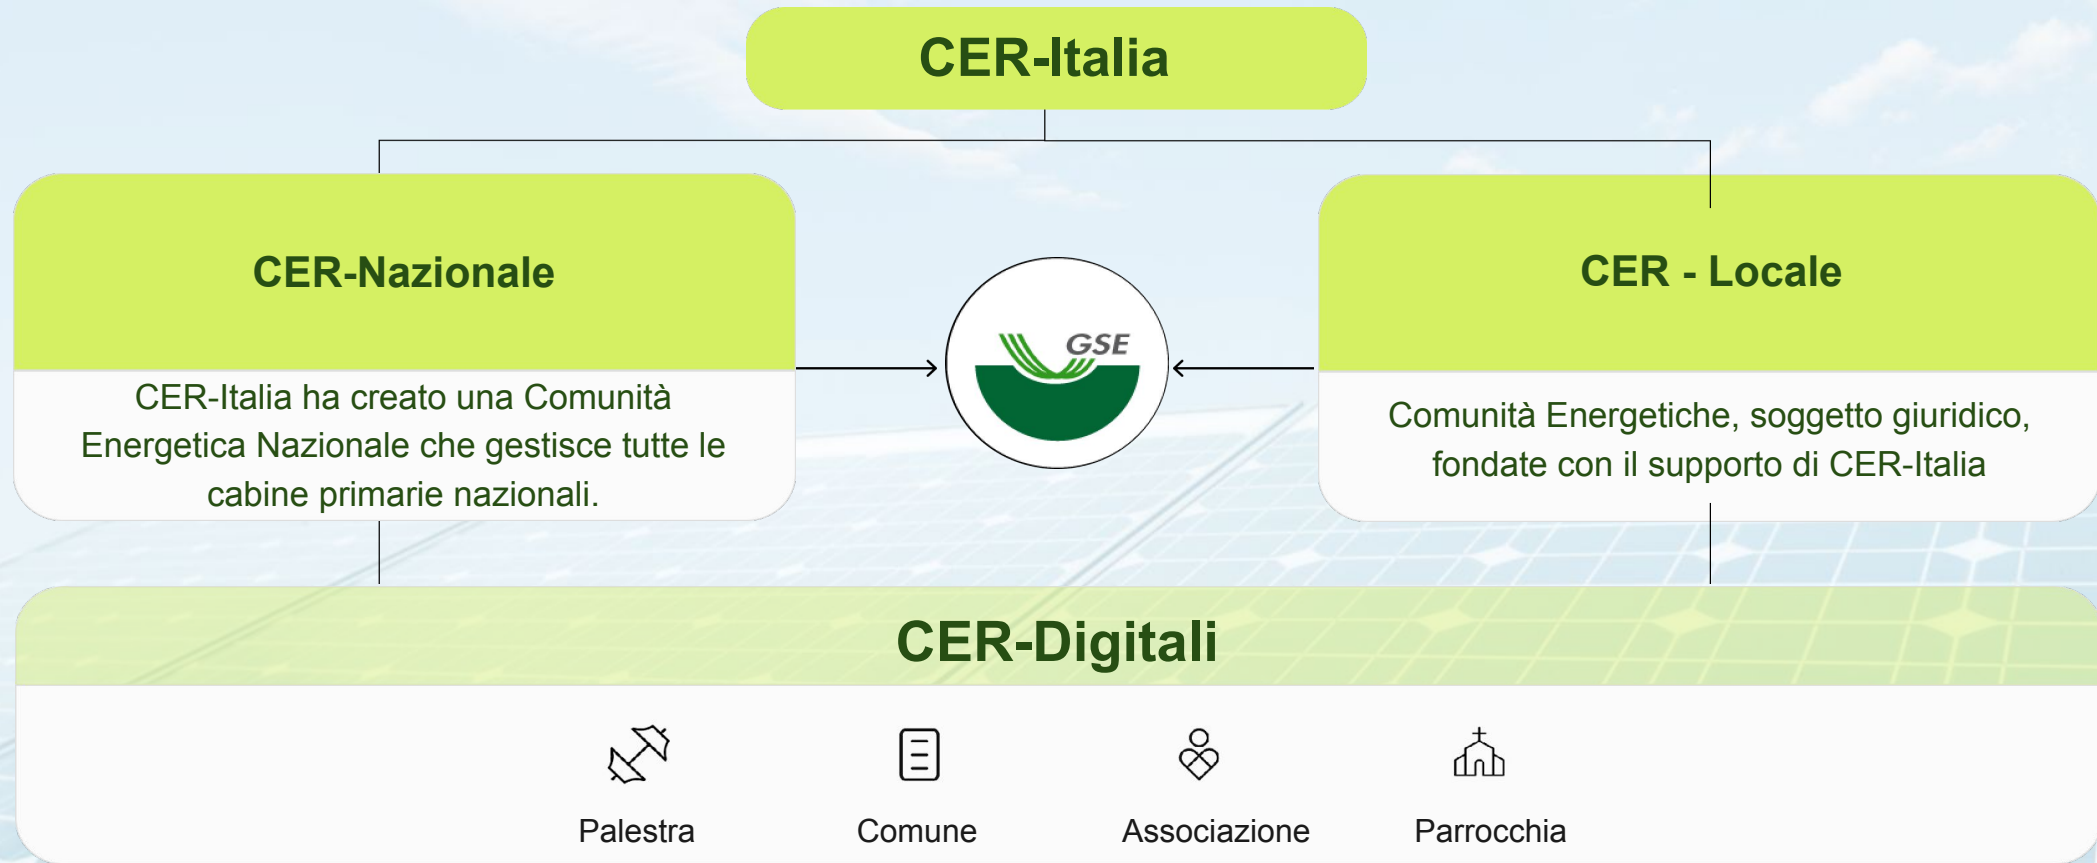 CER-Italia
CER-Nazionale
CER-Italia ha creato una Comunità
Energetica Nazionale che gestisce tutte le
cabine primarie nazionali.
GSE
CER - Locale
Comunità Energetiche, soggetto giuridico,
fondate con il supporto di CER-Italia
CER-Digitali
Palestra
Comune
Associazione
Parrocchia